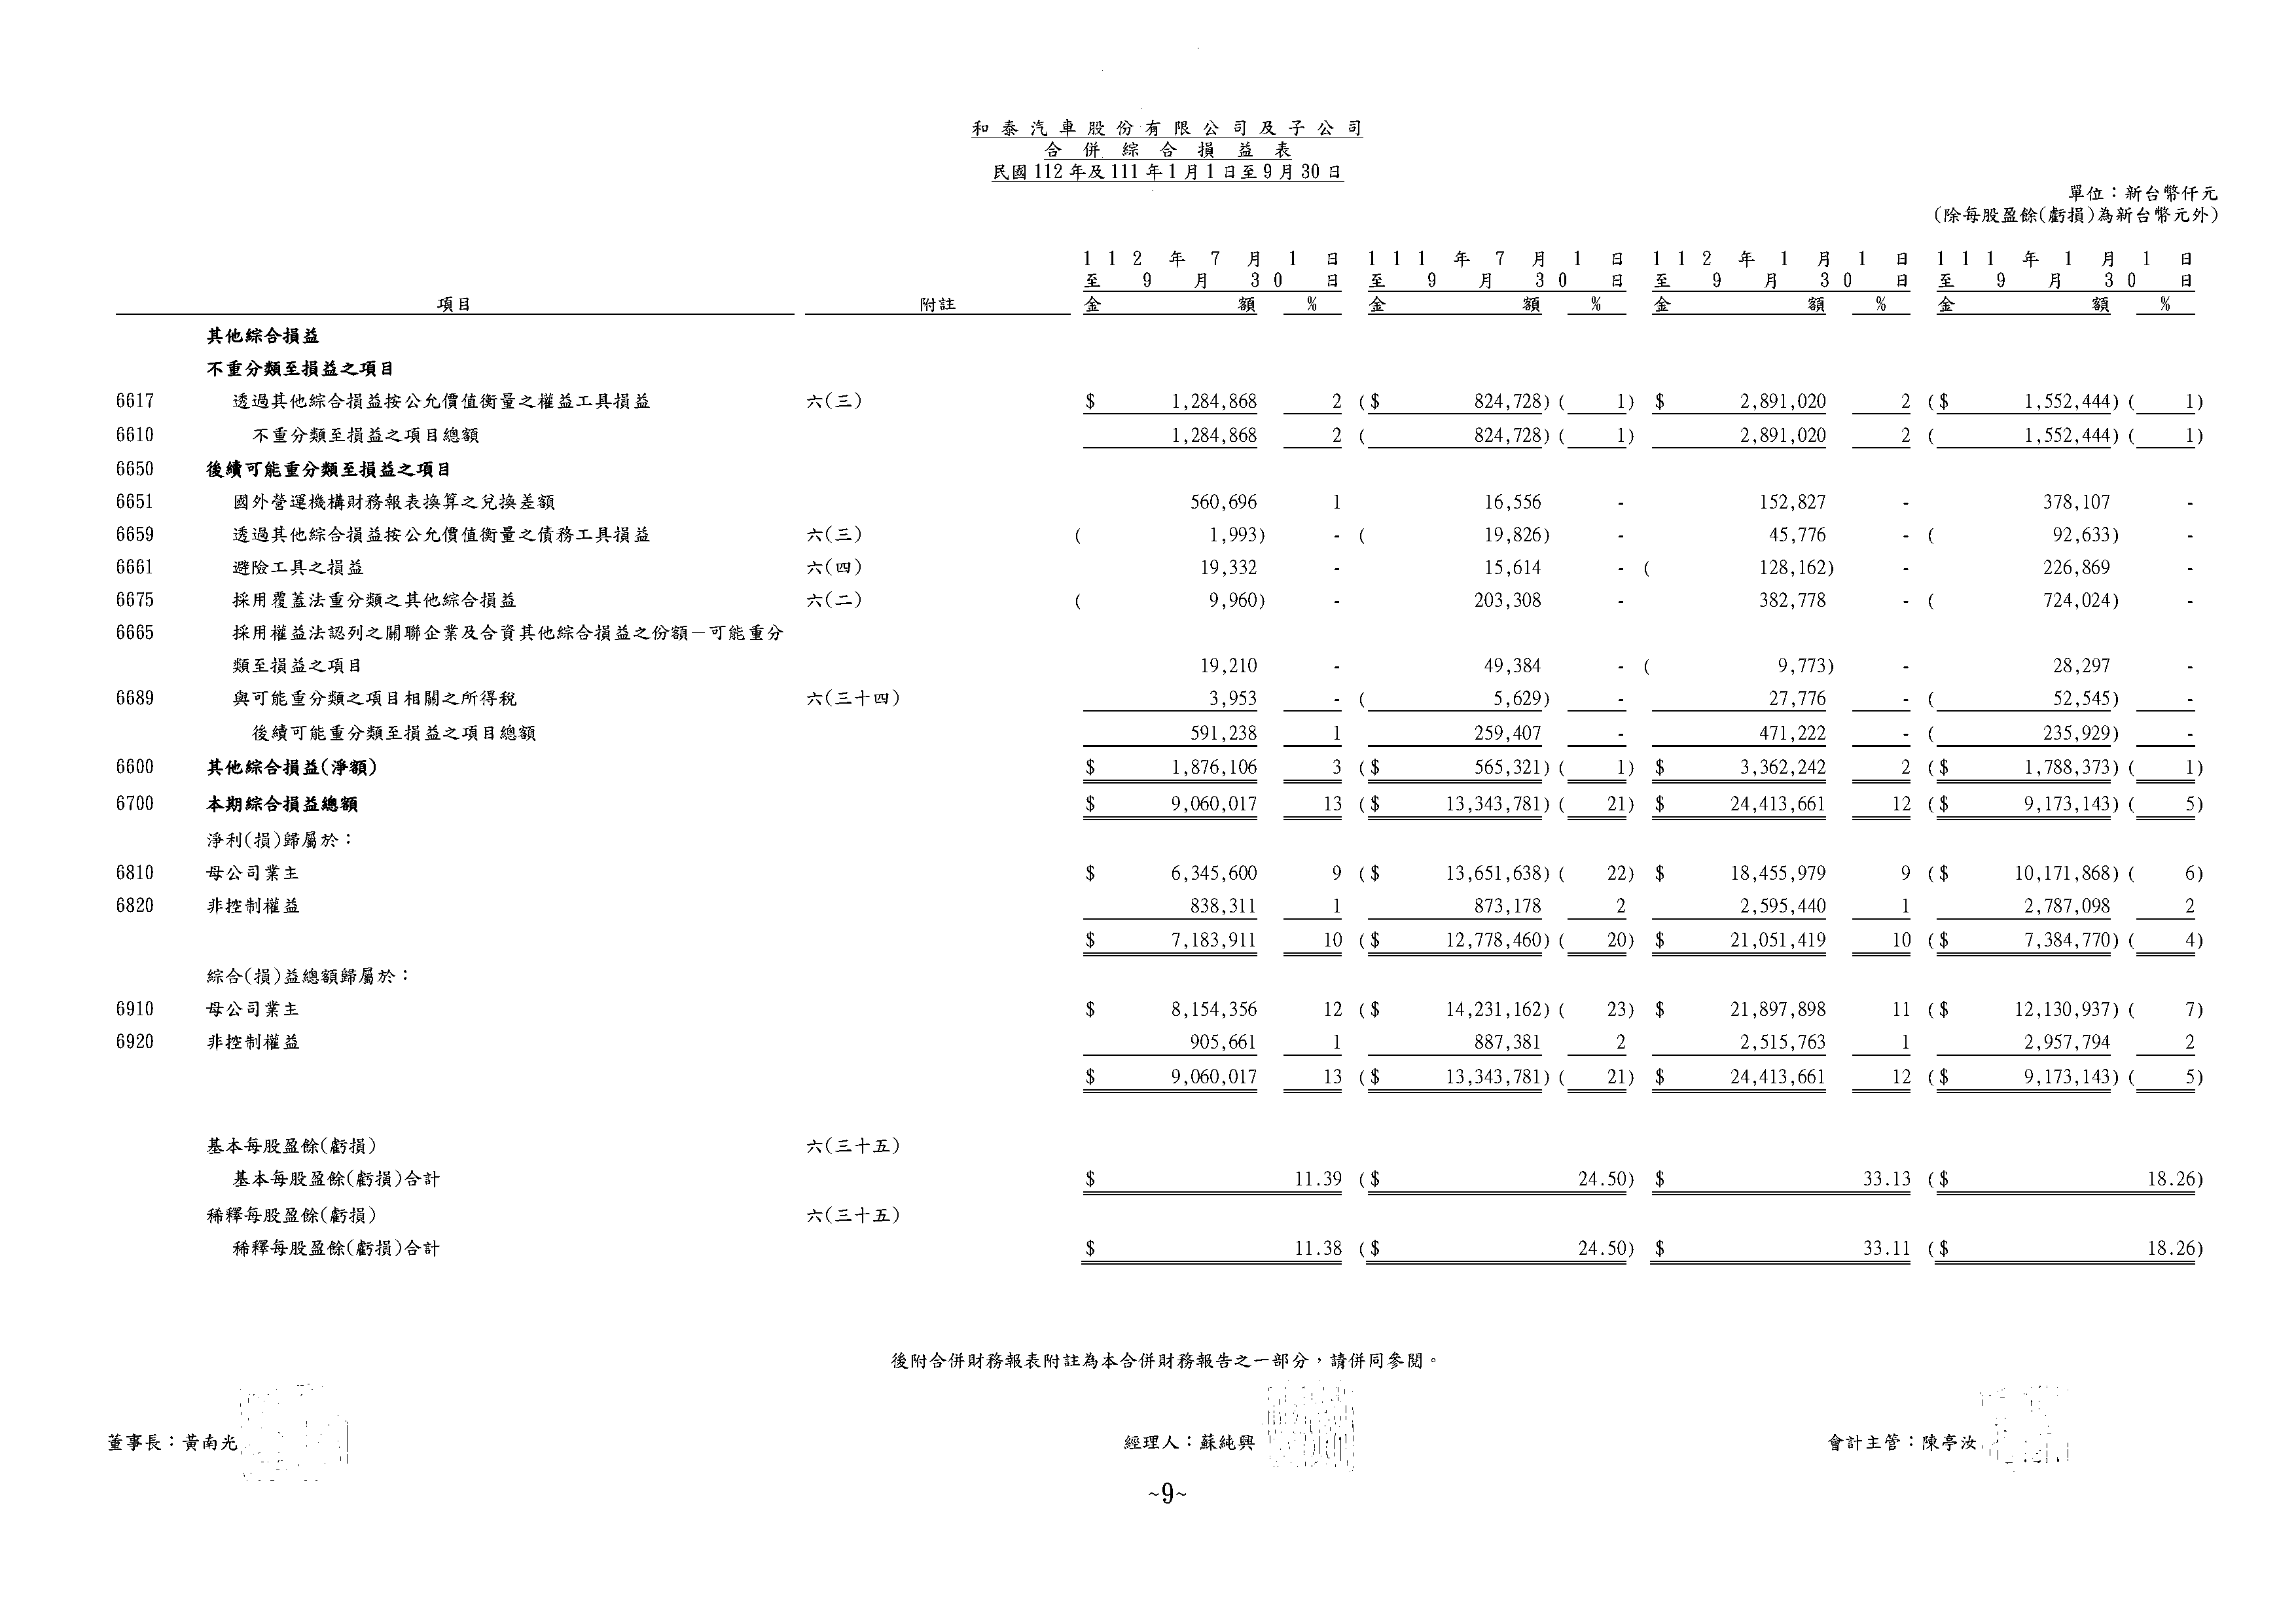 和泰汽車股份有限公司及子公司
合併綜合損益表
民國112年及111年1月1日至9月30日
單位：新台幣仟元
(除每股盈餘(虧損)為新台幣元外)
112年7月1日 111年7月1日 112年1月1日 111年1月1日
至9月30日 至9月30日 至9月30日 至9月30日
項目 附註 金額 % 金額 % 金額 % 金額 %
其他綜合損益
不重分類至損益之項目
6617 透過其他綜合損益按公允價值衡量之權益工具損益 六(三) $ 1,284,868 2 ($ 824,728) ( 1) $ 2,891,020 2 ($ 1,552,444) ( 1)
6610 不重分類至損益之項目總額 1,284,868 2 ( 824,728) ( 1) 2,891,020 2 ( 1,552,444) ( 1)
6650 後續可能重分類至損益之項目
6651 國外營運機構財務報表換算之兌換差額 560,696 1 16,556 - 152,827 - 378,107 -
6659 透過其他綜合損益按公允價值衡量之債務工具損益 六(三) ( 1,993) - ( 19,826) - 45,776 - ( 92,633) -
6661 避險工具之損益 六(四) 19,332 - 15,614 - ( 128,162) - 226,869 -
6675 採用覆蓋法重分類之其他綜合損益 六(二) ( 9,960) - 203,308 - 382,778 - ( 724,024) -
6665 採用權益法認列之關聯企業及合資其他綜合損益之份額－可能重分
類至損益之項目 19,210 - 49,384 - ( 9,773) - 28,297 -
6689 與可能重分類之項目相關之所得稅 六(三十四) 3,953 - ( 5,629) - 27,776 - ( 52,545) -
後續可能重分類至損益之項目總額 591,238 1 259,407 - 471,222 - ( 235,929) -
6600 其他綜合損益(淨額) $ 1,876,106 3 ($ 565,321) ( 1) $ 3,362,242 2 ($ 1,788,373) ( 1)
6700 本期綜合損益總額 $ 9,060,017 13 ($ 13,343,781) ( 21) $ 24,413,661 12 ($ 9,173,143) ( 5)
淨利(損)歸屬於：
6810 母公司業主 $ 6,345,600 9 ($ 13,651,638) ( 22) $ 18,455,979 9 ($ 10,171,868) ( 6)
6820 非控制權益 838,311 1 873,178 2 2,595,440 1 2,787,098 2
$ 7,183,911 10 ($ 12,778,460) ( 20) $ 21,051,419 10 ($ 7,384,770) ( 4)
綜合(損)益總額歸屬於：
6910 母公司業主 $ 8,154,356 12 ($ 14,231,162) ( 23) $ 21,897,898 11 ($ 12,130,937) ( 7)
6920 非控制權益 905,661 1 887,381 2 2,515,763 1 2,957,794 2
$ 9,060,017 13 ($ 13,343,781) ( 21) $ 24,413,661 12 ($ 9,173,143) ( 5)
基本每股盈餘(虧損) 六(三十五)
基本每股盈餘(虧損)合計 $ 11.39 ($ 24.50) $ 33.13 ($ 18.26)
稀釋每股盈餘(虧損) 六(三十五)
稀釋每股盈餘(虧損)合計 $ 11.38 ($ 24.50) $ 33.11 ($ 18.26)
後附合併財務報表附註為本合併財務報告之一部分，請併同參閱。
董事長：黃南光 經理人：蘇純興 會計主管：陳亭汝
~9~